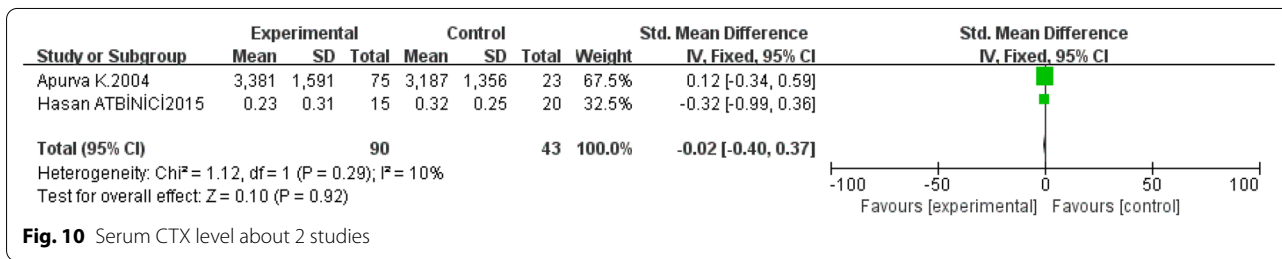 Experimental Control Std. Mean Difference Std. Mean Difference
Study or Subgroup Mean SD Total Mean SD Total Weight IV, Fixed, 95% CI IV, Fixed, 95% CI
Apurva K.2004 3,381 1,591 75 3,187 1,356 23 67.5% 0.12 [-0.34, 0.59]
Hasan ATBİNİCİ2015 0.23 0.31 15 0.32 0.25 20 32.5% -0.32 [-0.99, 0.36]
Total (95% CI) 90 43 100.0% -0.02 [-0.40, 0.37]
Heterogeneity: Chi² = 1.12, df = 1 (P = 0.29); I² = 10%
Test for overall effect: Z = 0.10 (P = 0.92)
-100 -50 0 50 100
Favours [experimental] Favours [control]
Fig. 10 Serum CTX level about 2 studies